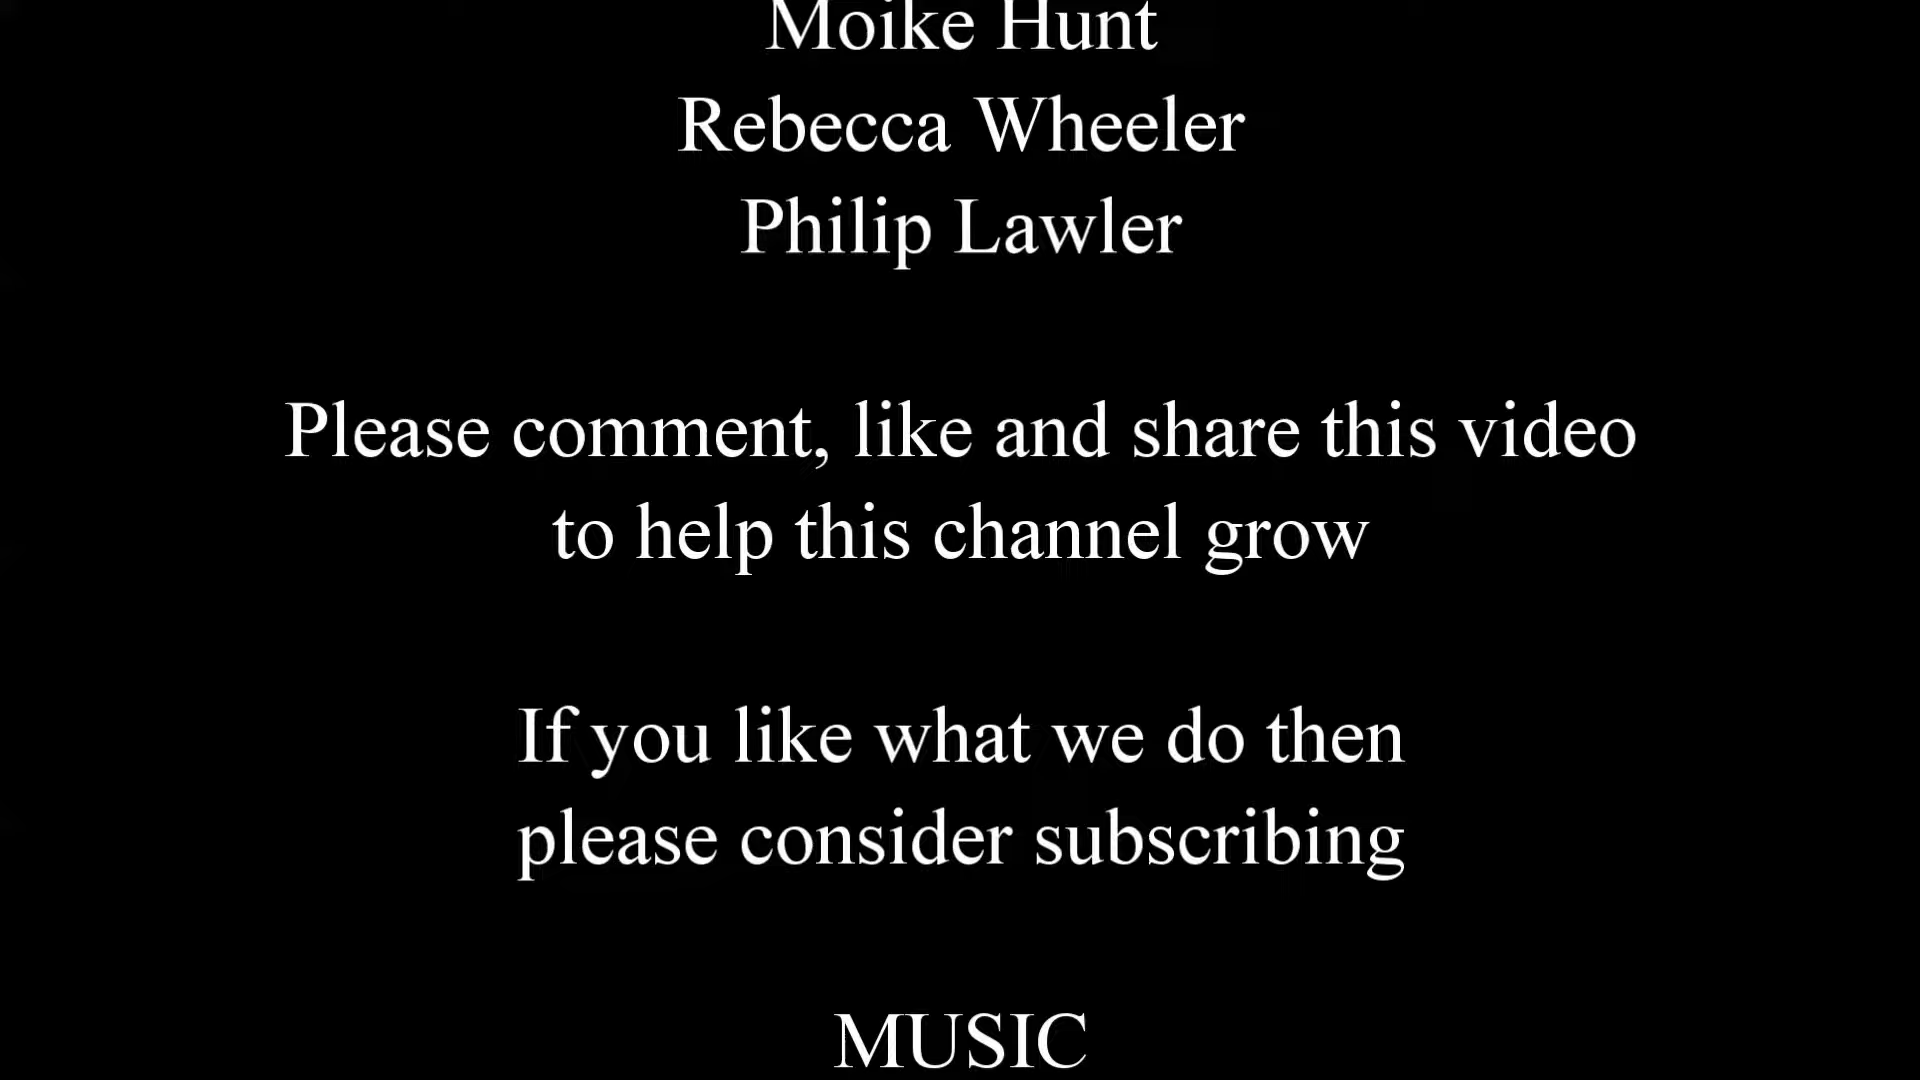 Moike Hunt
Rebecca Wheeler
Philip Lawler
Please comment, like and share this video
to help this channel grow
If you like what we do then
please consider subscribing
MUSIC